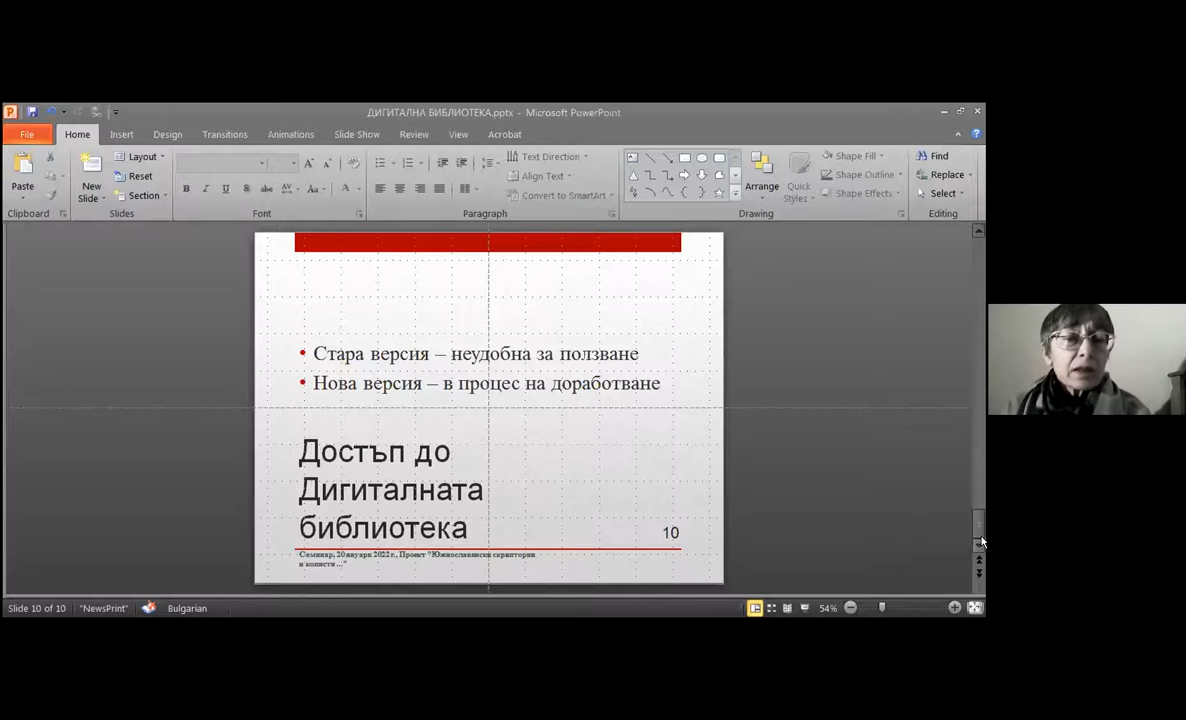 ДИГИТАЛНА БИБЛИОТЕКА.pptx - Microsoft PowerPoint
File Home Insert Design Transitions Animations Slide Show Review View Acrobat
Paste
New Slide
Layout
Reset
Section
Text Direction
Align Text
Convert to SmartArt
Arrange
Quick Styles
Shape Fill
Shape Outline
Shape Effects
Find
Replace
Select
Clipboard Slides Font Paragraph Drawing Editing
• Стара версия – неудобна за ползване
• Нова версия – в процес на доработване
Достъп до
Дигиталната
библиотека
10
Семинар, 20 януари 2022 г., Проект "Южнославянски скриптории
и книжовни ..."
Slide 10 of 10 "NewsPrint" Bulgarian 54%